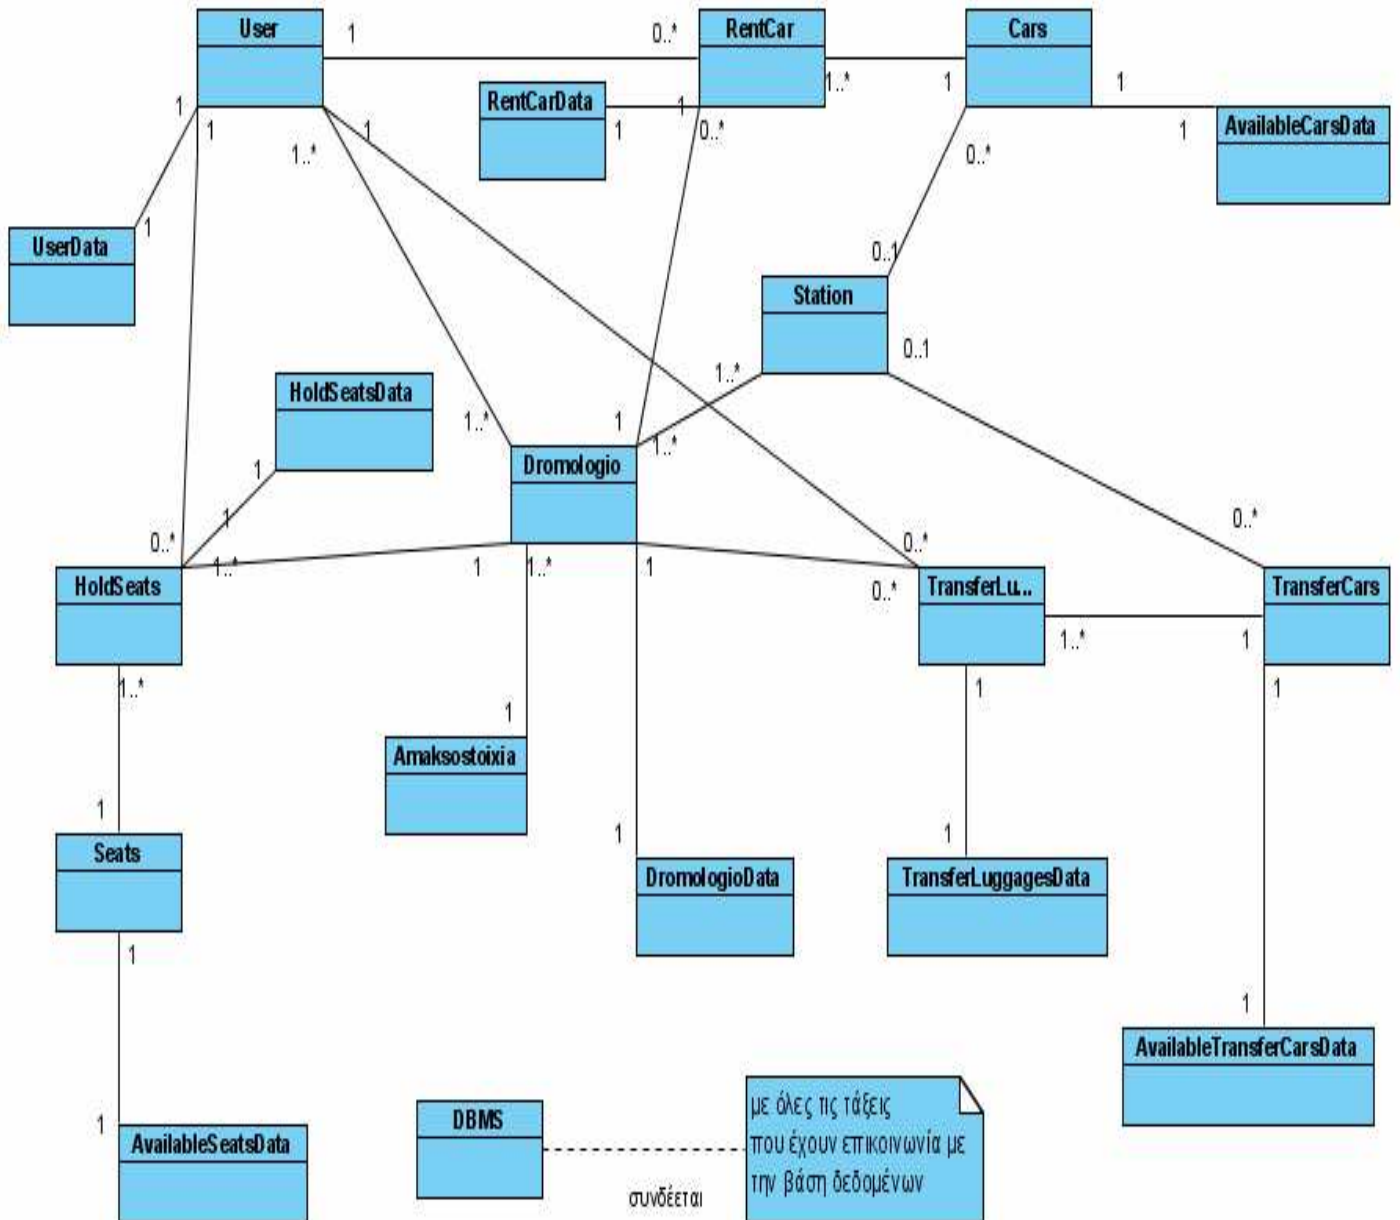 User
1
0..*
RentCar
Cars
1..*
1
1
1
AvailableCarsData
RentCarData
1
1
0..*
0..*
1
1
1
1..*
1
UserData
0..1
Station
0..1
1..*
HoldSeatsData
1..*
1
1..*
Dromologio
1
1
0..*
1..*
1
1..*
1
0..*
0..*
0..*
HoldSeats
TransferLu...
TransferCars
1..*
1
1..*
1
1
1
Amaksostoixia
1
Seats
1
DromologioData
1
TransferLuggagesData
1
1
AvailableTransferCarsData
1
AvailableSeatsData
DBMS
συνδέεται
με όλες τις τάξεις
που έχουν επικοινωνία με
την βάση δεδομένων